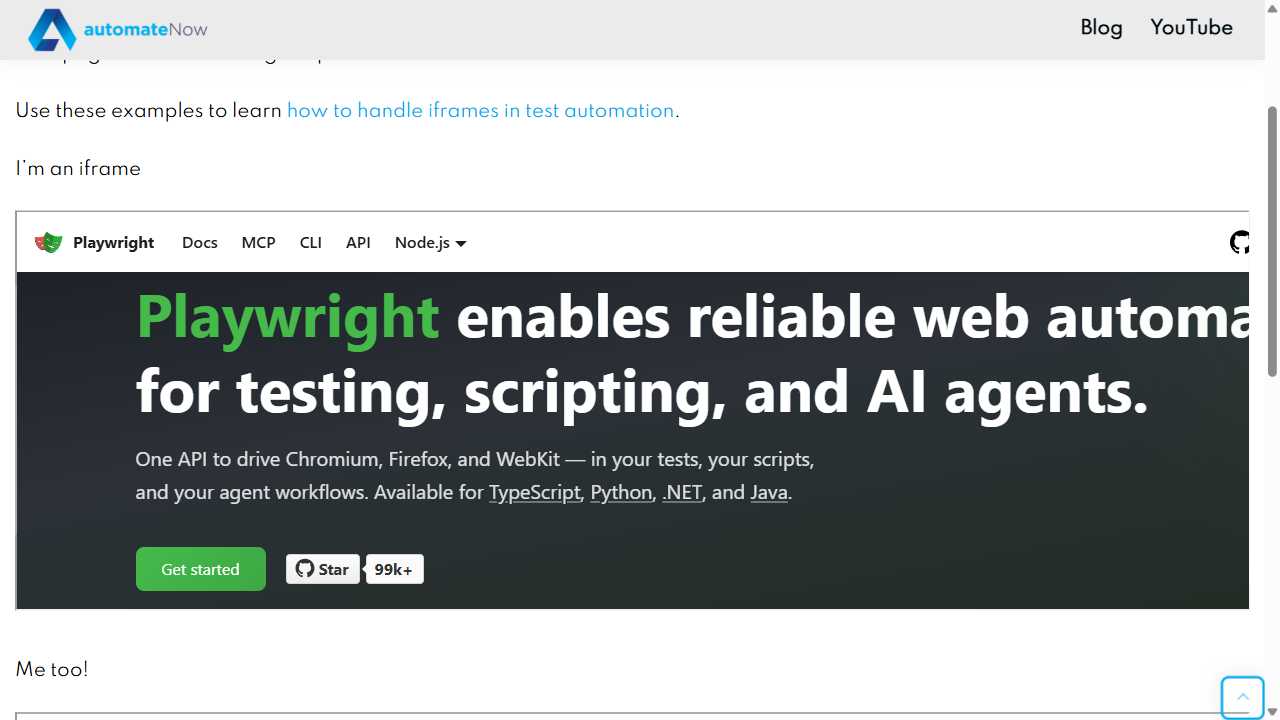 automateNow
Blog YouTube
Use these examples to learn how to handle iframes in test automation.
I'm an iframe
Playwright Docs MCP CLI API Node.js
Playwright enables reliable web automa
for testing, scripting, and AI agents.
One API to drive Chromium, Firefox, and WebKit — in your tests, your scripts,
and your agent workflows. Available for TypeScript, Python, .NET, and Java.
Get started Star 99k+
Me too!